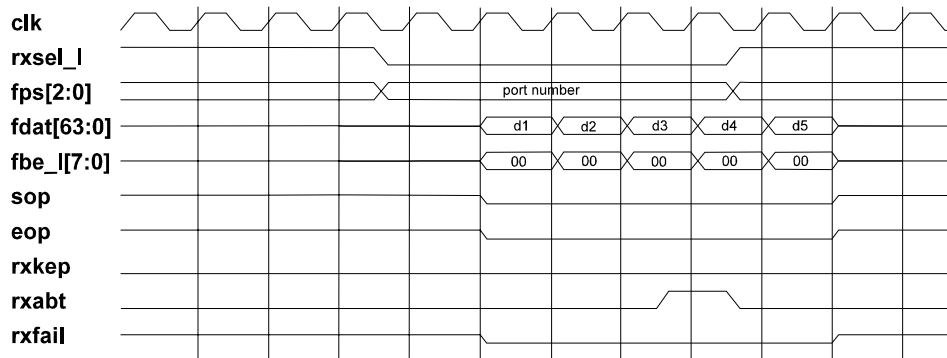 clk
rxsel_l
fps[2:0] port number
fdat[63:0] d1 d2 d3 d4 d5
fbe_l[7:0] 00 00 00 00 00
sop
eop
rxkep
rxabt
rxfail